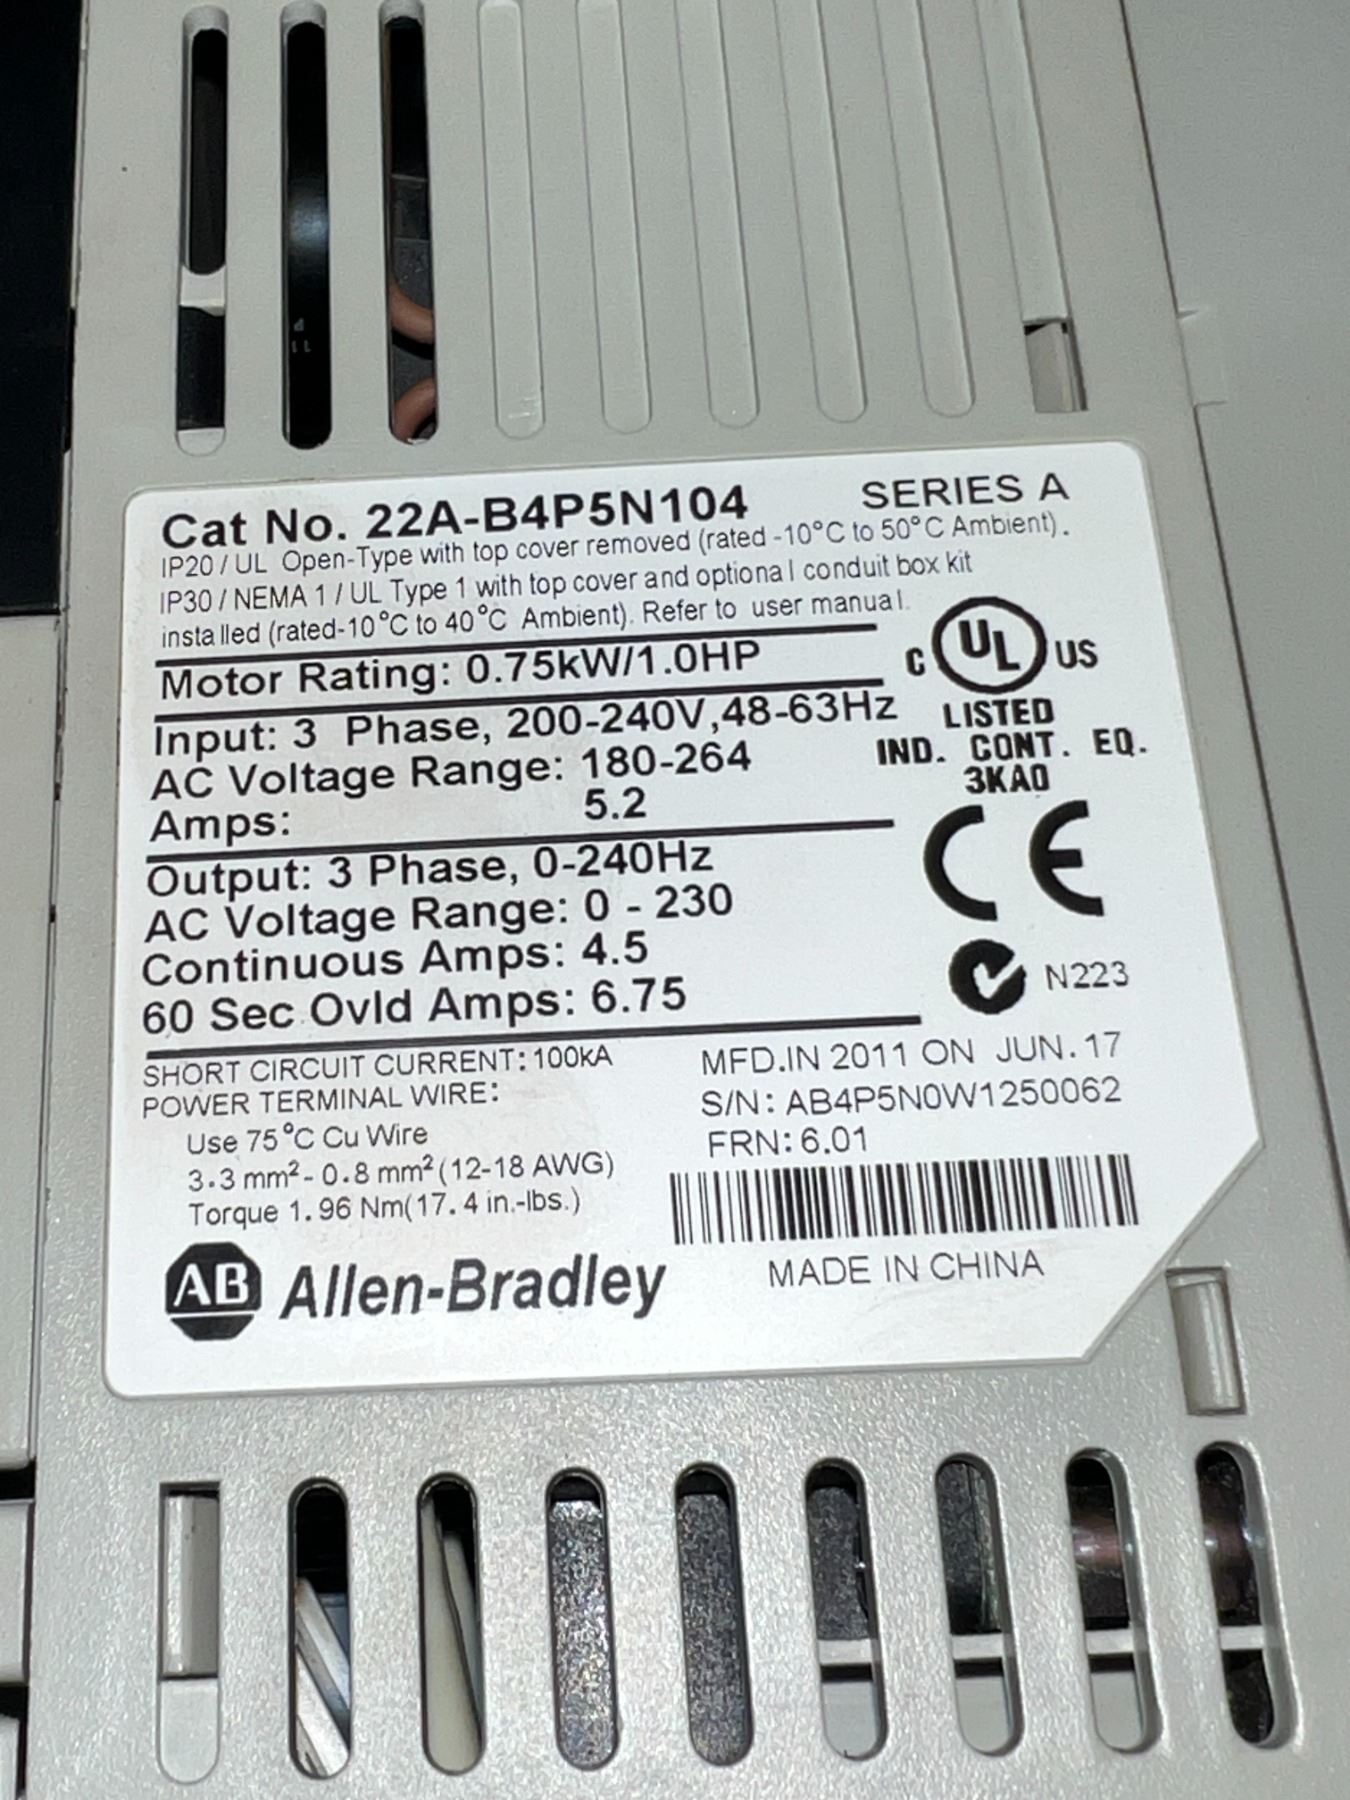 Cat No. 22A-B4P5N104 SERIES A
IP20 / UL Open-Type with top cover removed (rated -10°C to 50°C Ambient).
IP30 / NEMA 1 / UL Type 1 with top cover and optional conduit box kit
installed (rated-10°C to 40°C Ambient). Refer to user manual.
Motor Rating: 0.75kW/1.0HP
C UL US
Input: 3 Phase, 200-240V,48-63Hz
LISTED
AC Voltage Range: 180-264
IND. CONT. EQ.
Amps: 5.2
3KA0
Output: 3 Phase, 0-240Hz
CE
AC Voltage Range: 0 - 230
Continuous Amps: 4.5
N223
60 Sec Ovld Amps: 6.75
SHORT CIRCUIT CURRENT: 100kA
POWER TERMINAL WIRE:
Use 75°C Cu Wire
3.3 mm² - 0.8 mm² (12-18 AWG)
Torque 1.96 Nm(17.4 in.-lbs.)
MFD.IN 2011 ON JUN.17
S/N: AB4P5N0W1250062
FRN: 6.01
AB Allen-Bradley
MADE IN CHINA